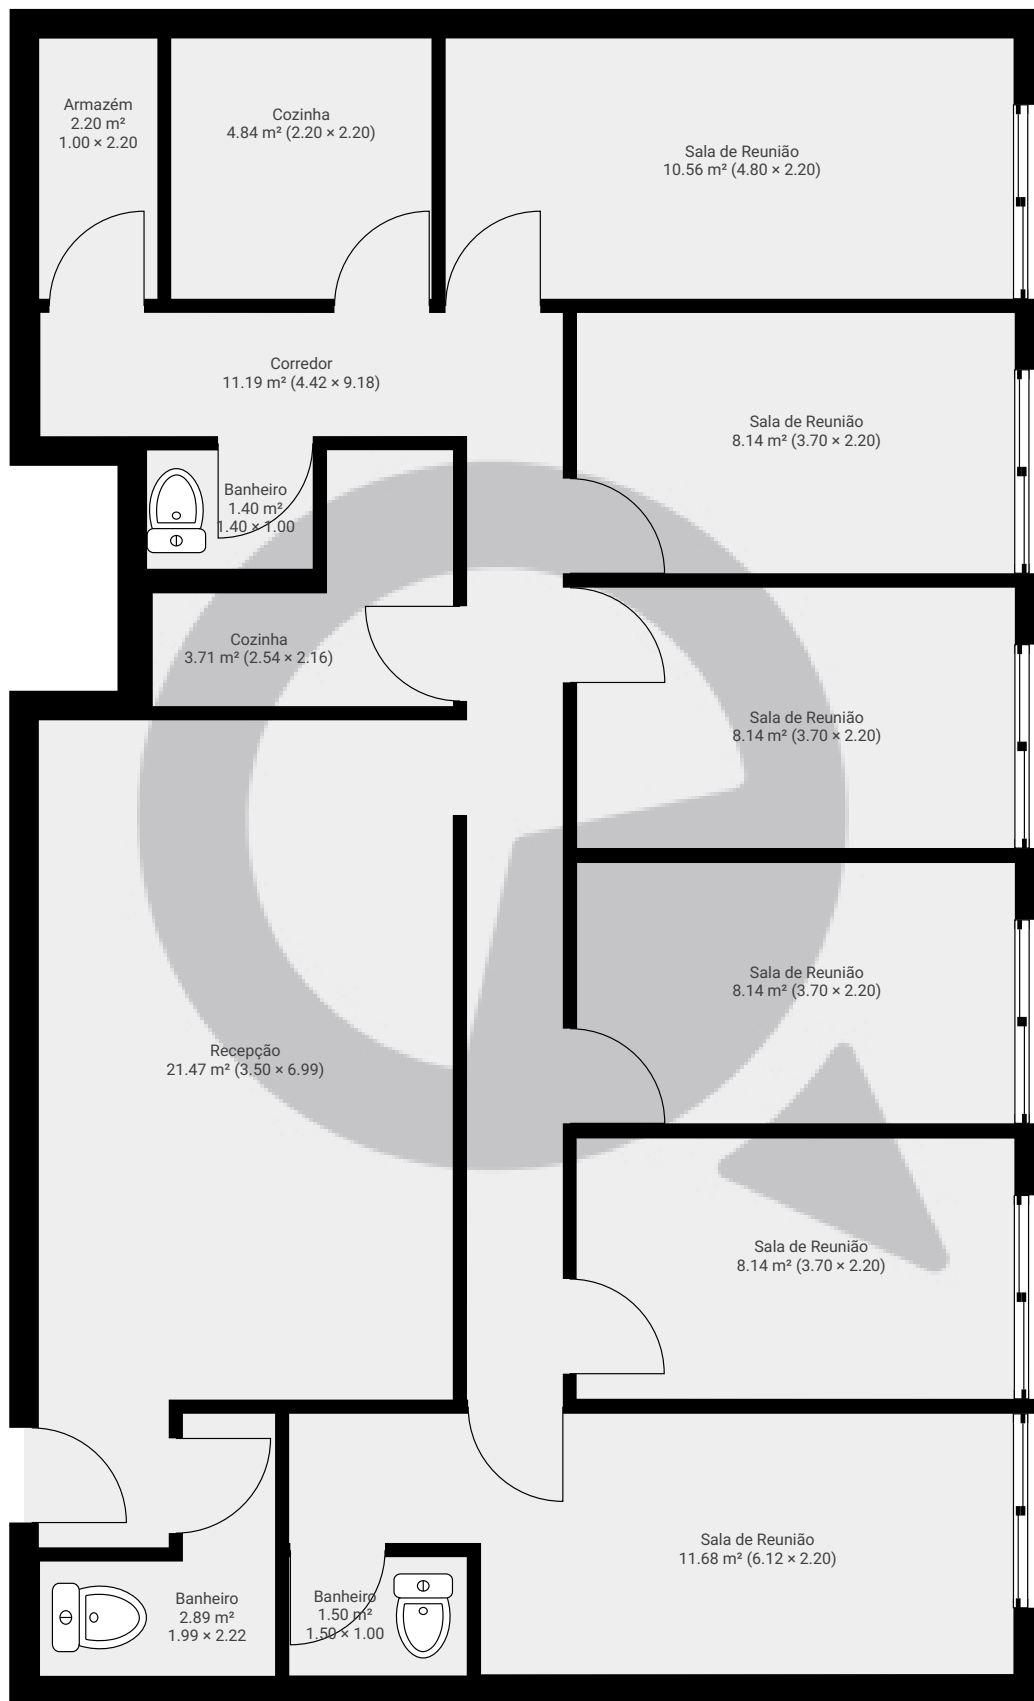 Armazém
2.20 m²
1.00 × 2.20
Cozinha
4.84 m² (2.20 × 2.20)
Sala de Reunião
10.56 m² (4.80 × 2.20)
Corredor
11.19 m² (4.42 × 9.18)
Sala de Reunião
8.14 m² (3.70 × 2.20)
Banheiro
1.40 m²
1.40 × 1.00
Cozinha
3.71 m² (2.54 × 2.16)
Sala de Reunião
8.14 m² (3.70 × 2.20)
Sala de Reunião
8.14 m² (3.70 × 2.20)
Recepção
21.47 m² (3.50 × 6.99)
Sala de Reunião
8.14 m² (3.70 × 2.20)
Sala de Reunião
11.68 m² (6.12 × 2.20)
Banheiro
2.89 m²
1.99 × 2.22
Banheiro
1.50 m²
1.50 × 1.00